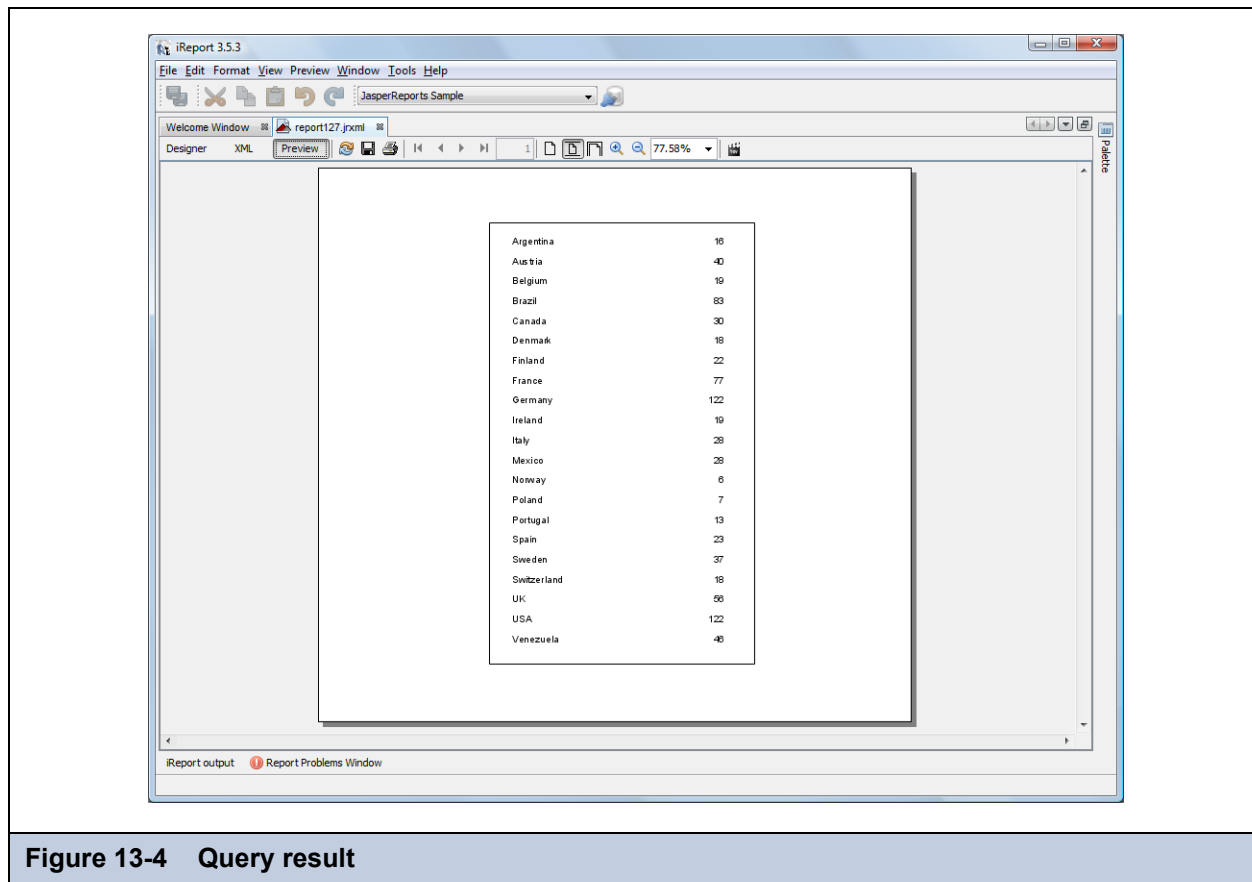 iReport 3.5.3
File Edit Format View Preview Window Tools Help
JasperReports Sample
Welcome Window report127.jrxml
Designer XML Preview 1 77.58%
Palette
Argentina 16
Austria 40
Belgium 19
Brazil 83
Canada 30
Denmark 18
Finland 22
France 77
Germany 122
Ireland 19
Italy 28
Mexico 28
Norway 6
Poland 7
Portugal 13
Spain 23
Sweden 37
Switzerland 18
UK 56
USA 122
Venezuela 46
iReport output Report Problems Window
Figure 13-4 Query result